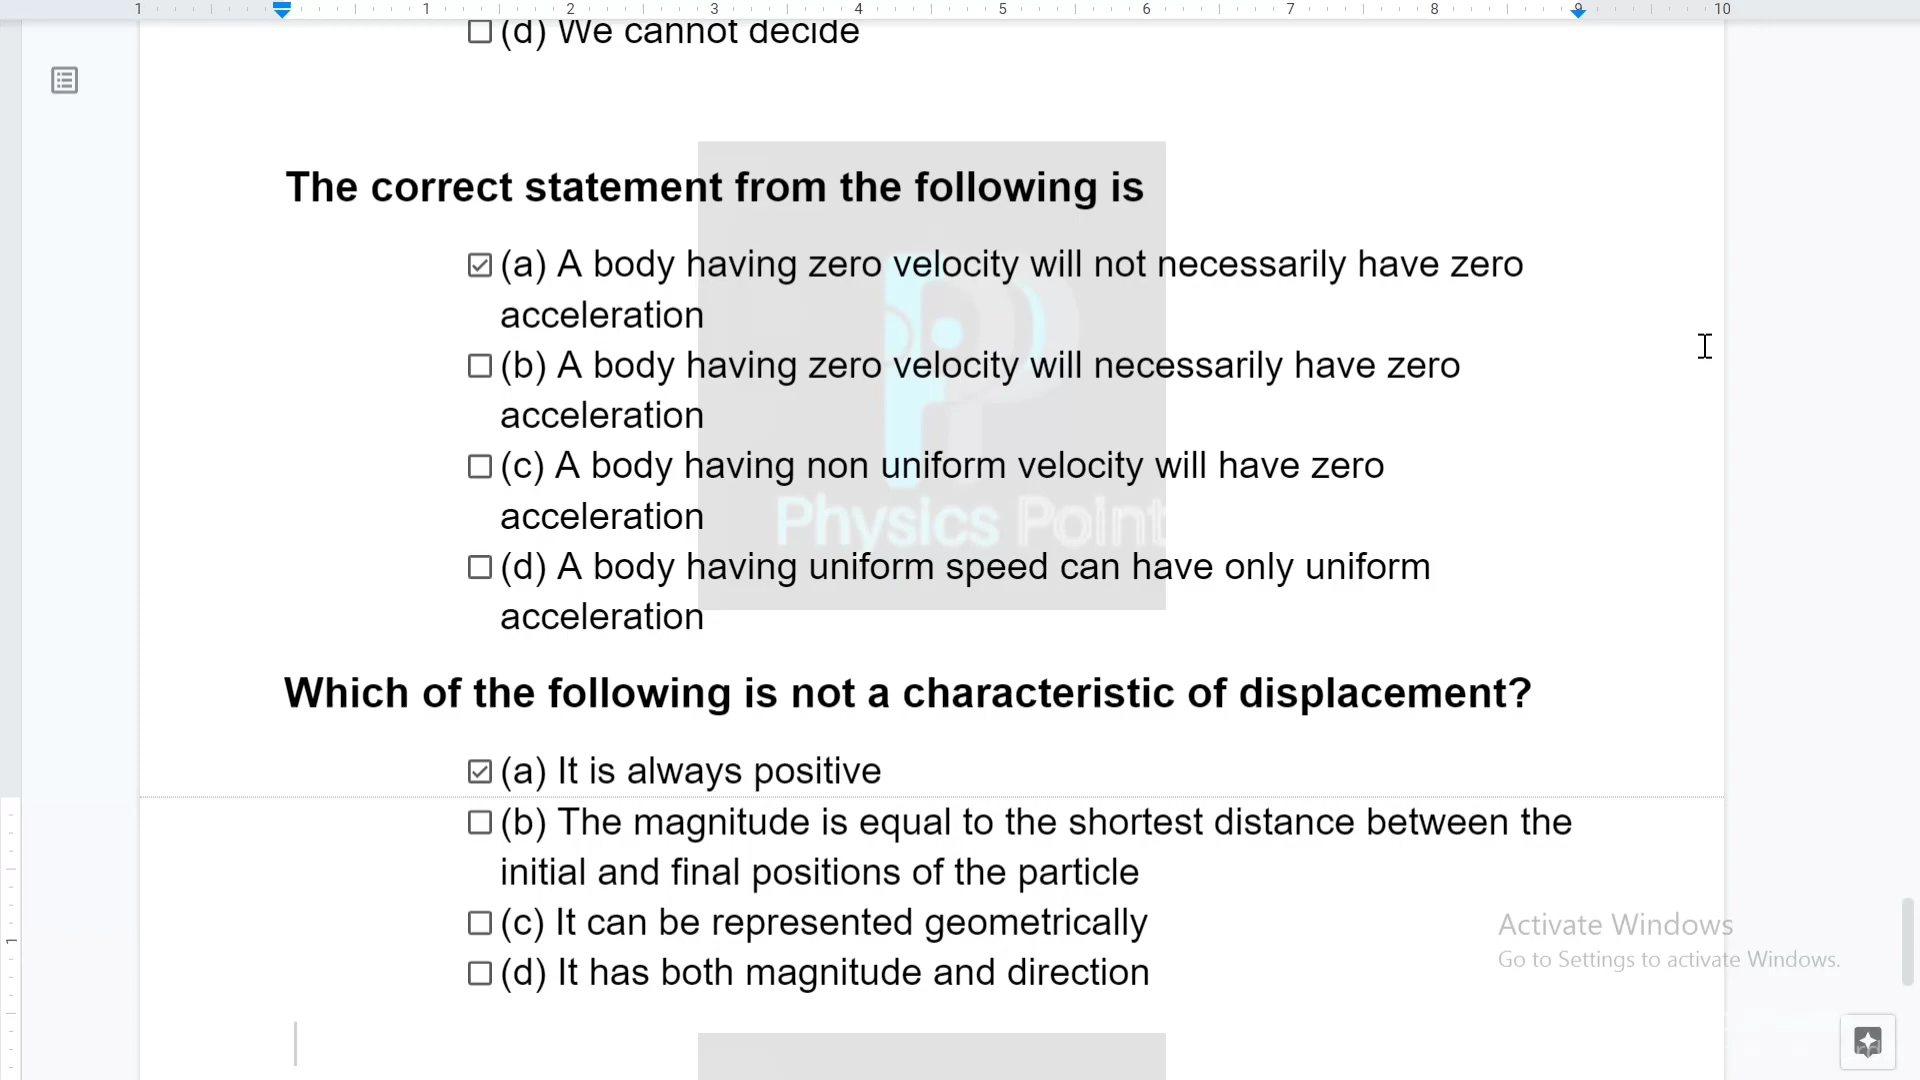 1 1 2 3 4 5 6 7 8 9 10
(d) We cannot decide
The correct statement from the following is
(a) A body having zero velocity will not necessarily have zero
acceleration
(b) A body having zero velocity will necessarily have zero
acceleration
(c) A body having non uniform velocity will have zero
acceleration
Physics Point
(d) A body having uniform speed can have only uniform
acceleration
Which of the following is not a characteristic of displacement?
(a) It is always positive
(b) The magnitude is equal to the shortest distance between the
initial and final positions of the particle
(c) It can be represented geometrically
(d) It has both magnitude and direction
1
Activate Windows
Go to Settings to activate Windows.